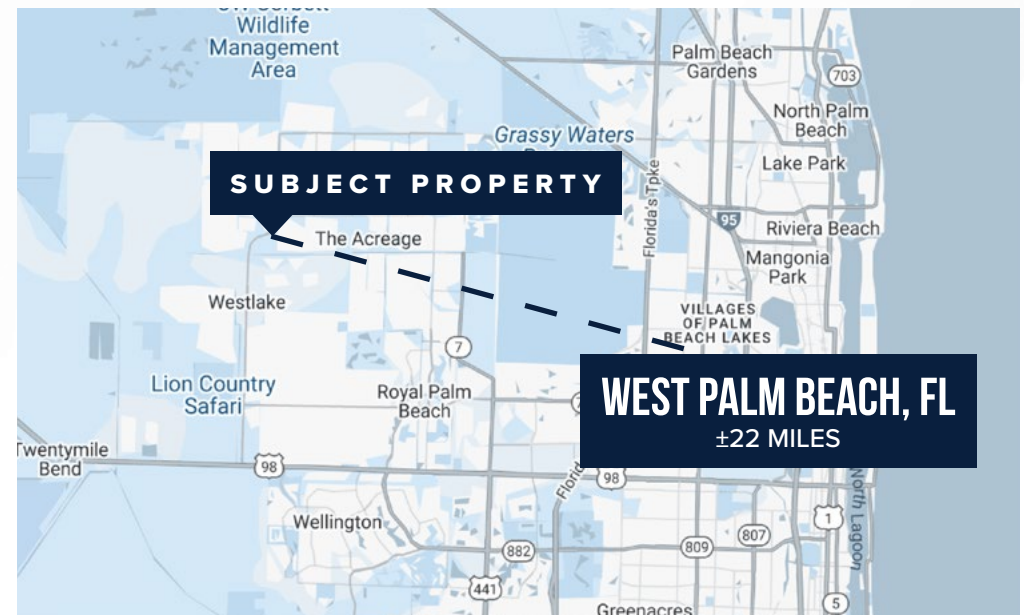 Wildlife
Management
Area
Palm Beach
Gardens
703
North Palm
Beach
Grassy Waters
Lake Park
SUBJECT PROPERTY
Florida's Tpke
95
Riviera Beach
The Acreage
Mangonia
Park
Westlake
VILLAGES
OF PALM
BEACH LAKES
7
Lion Country
Safari
Royal Palm
Beach
WEST PALM BEACH, FL
±22 MILES
Twentymile
Bend
98
98
Florid
North Lagoon
Wellington
1
882
809
807
441
5
Greenacres